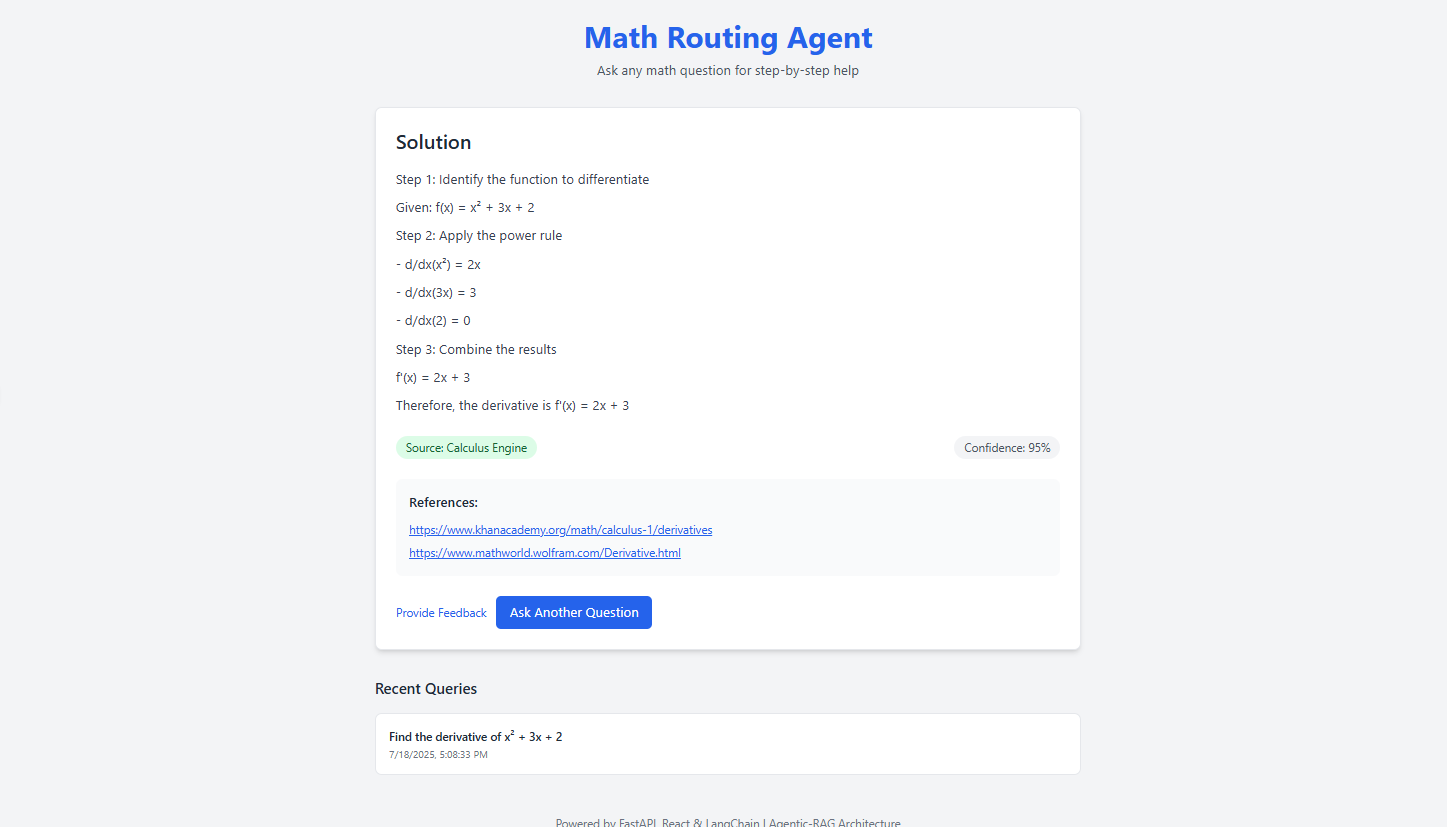 Math Routing Agent
Ask any math question for step-by-step help
Solution
Step 1: Identify the function to differentiate
Given: f(x) = x² + 3x + 2
Step 2: Apply the power rule
- d/dx(x²) = 2x
- d/dx(3x) = 3
- d/dx(2) = 0
Step 3: Combine the results
f'(x) = 2x + 3
Therefore, the derivative is f'(x) = 2x + 3
Source: Calculus Engine
Confidence: 95%
References:
https://www.khanacademy.org/math/calculus-1/derivatives
https://www.mathworld.wolfram.com/Derivative.html
Provide Feedback
Ask Another Question
Recent Queries
Find the derivative of x² + 3x + 2
7/18/2025, 5:08:33 PM
Powered by FastAPI, React & LangChain | Agentic-RAG Architecture